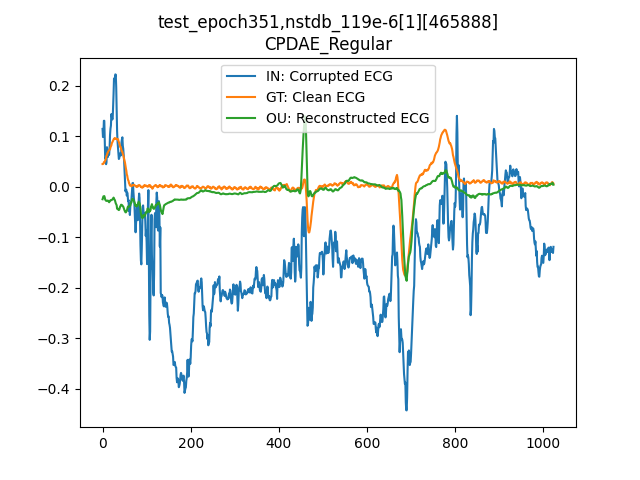 test_epoch351,nstdb_119e-6[1][465888]
CPDAE_Regular
IN: Corrupted ECG
GT: Clean ECG
OU: Reconstructed ECG
0.2
0.1
0.0
−0.1
−0.2
−0.3
−0.4
0 200 400 600 800 1000